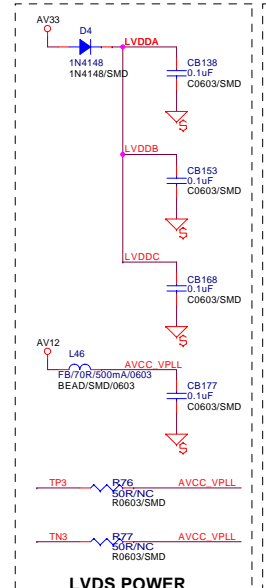 AV33
D4
LVDDA
1N4148
1N4148/SMD
CB138
0.1uF
C0603/SMD
S
LVDDB
CB153
0.1uF
C0603/SMD
S
LVDDC
CB168
0.1uF
C0603/SMD
S
AV12
L46
AVCC_VPLL
FB/70R/500mA/0603
BEAD/SMD/0603
CB177
0.1uF
C0603/SMD
S
TP3
R76
AVCC_VPLL
50R/NC
R0603/SMD
TN3
R77
AVCC_VPLL
50R/NC
R0603/SMD
LVDS POWER